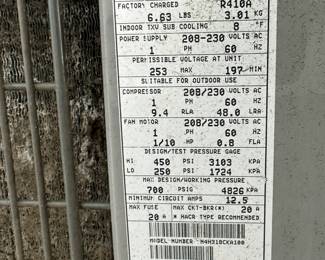 FACTORY CHARGED R410A
6.63 LBS 3.01 KG
INDOOR TXV SUB COOLING 8 °F
POWER SUPPLY 208-230 VOLTS AC
1 PH 60 HZ
PERMISSIBLE VOLTAGE AT UNIT
253 MAX 197 MIN
SUITABLE FOR OUTDOOR USE
COMPRESSOR 208/230 VOLTS AC
1 PH 60 HZ
9.4 RLA 48.0 LRA
FAN MOTOR 208/230 VOLTS AC
1 PH 60 HZ
1/10 HP 0.8 FLA
DESIGN/TEST PRESSURE GAGE
HI 450 PSI 3103 KPA
LO 250 PSI 1724 KPA
MAX DESIGN/WORKING PRESSURE
700 PSIG 4826 KPA
MINIMUM CIRCUIT AMPS 12.5
MAX FUSE MAX CKT-BKR(*) 20 A
20 A * HACR TYPE RECOMMENDED
MODEL NUMBER N4H318CKA100